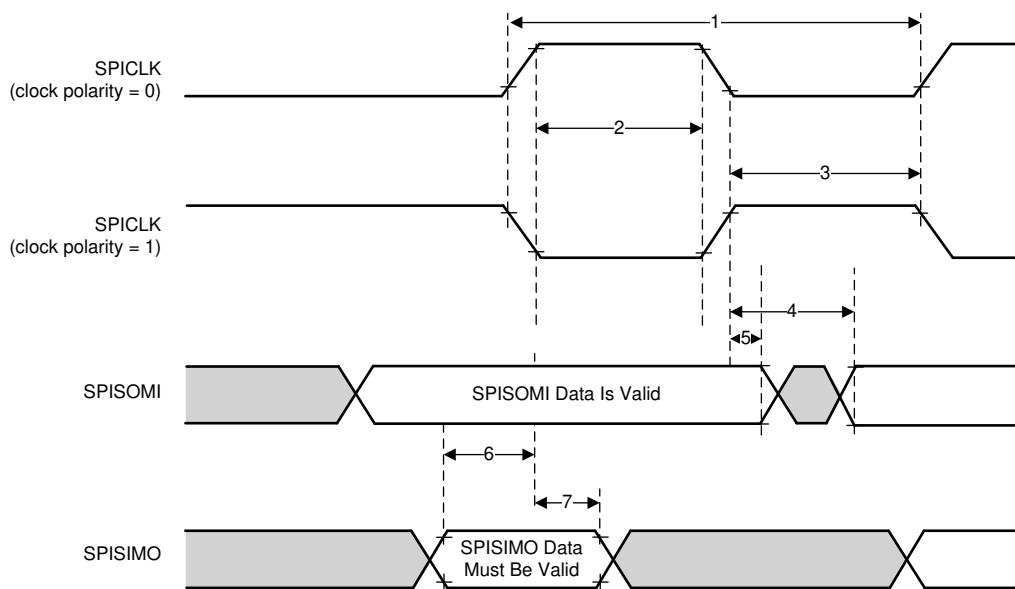 1
SPICLK
(clock polarity = 0)
2
3
SPICLK
(clock polarity = 1)
4
5
SPISOMI
SPISOMI Data Is Valid
6
7
SPISIMO
SPISIMO Data
Must Be Valid